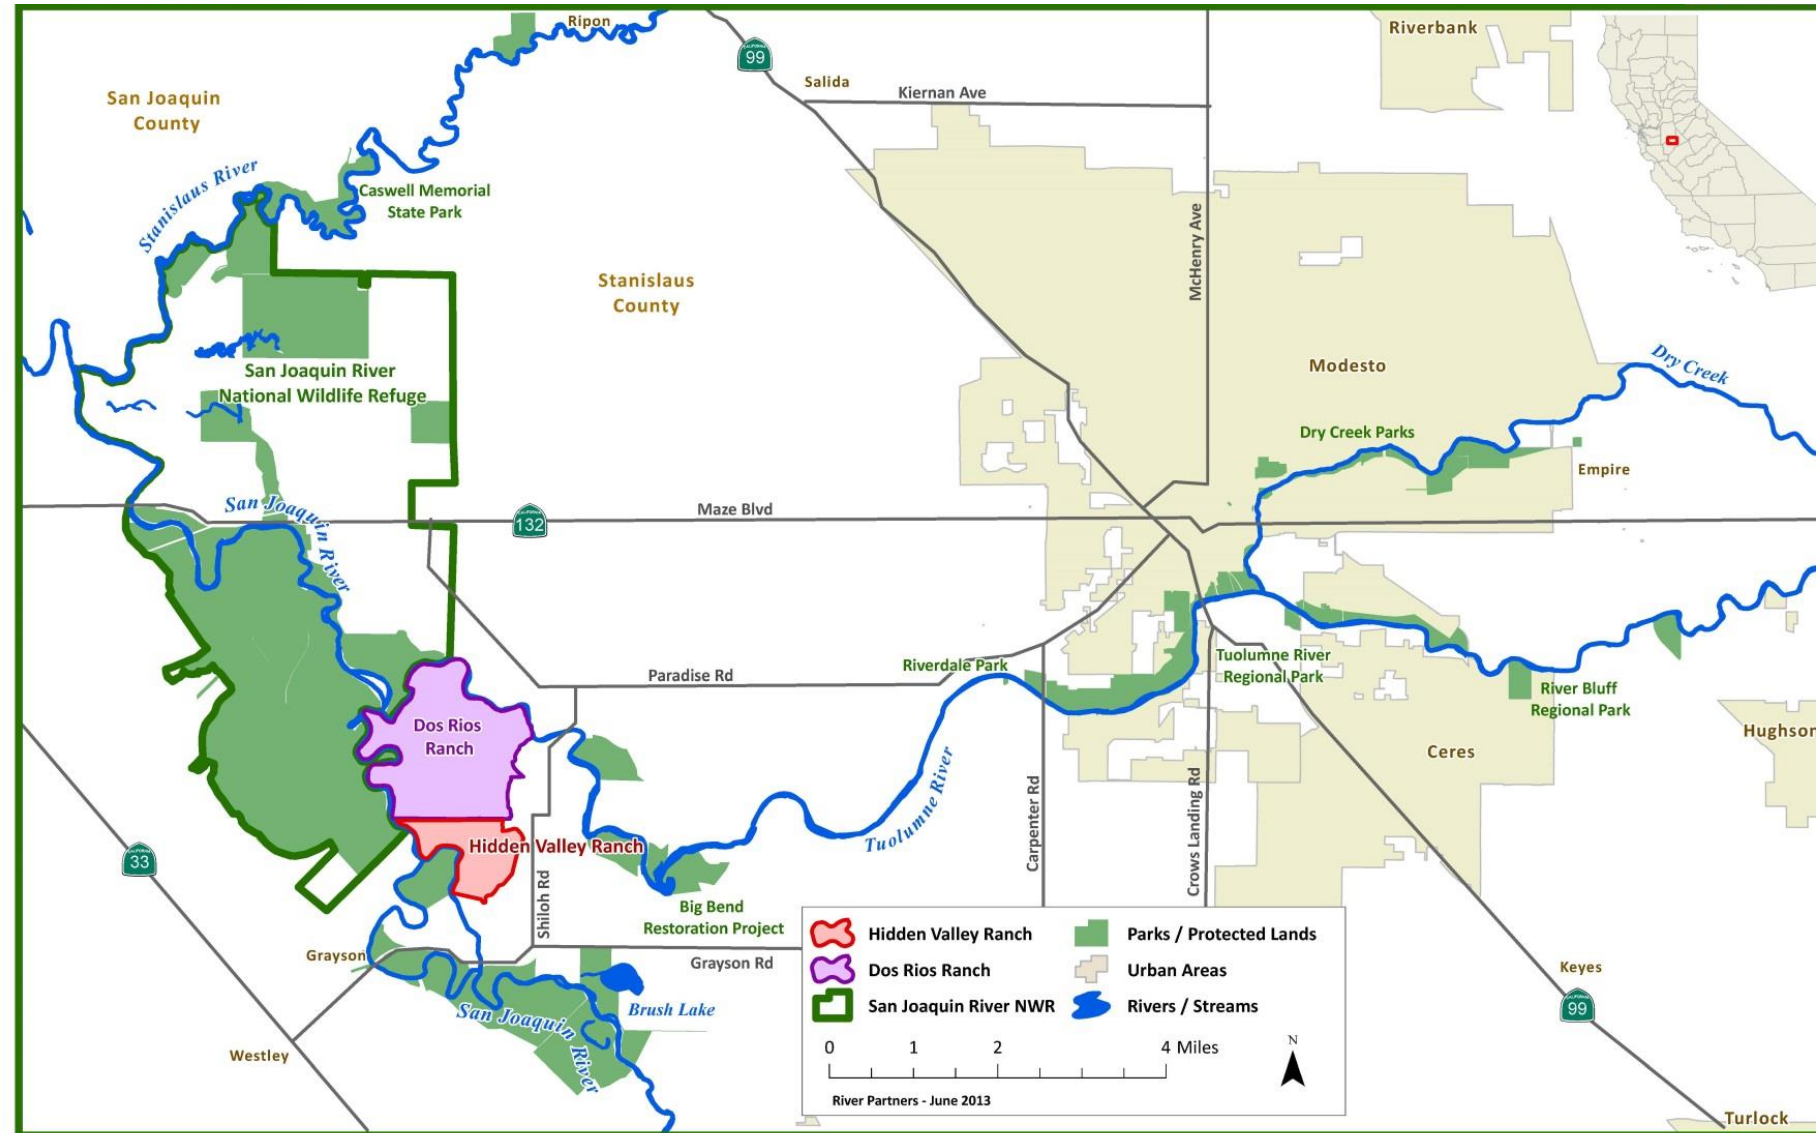 Ripon
CALIFORNIA
99
Riverbank
Salida
Kiernan Ave
San Joaquin
County
Stanislaus River
Caswell Memorial
State Park
Stanislaus
County
McHenry Ave
San Joaquin River
National Wildlife Refuge
Modesto
Dry Creek
Dry Creek Parks
Empire
San Joaquin River
CALIFORNIA
132
Maze Blvd
Riverdale Park
Paradise Rd
Tuolumne River
Regional Park
River Bluff
Regional Park
Dos Rios
Ranch
Hughson
Ceres
Tuolumne River
Carpenter Rd
Crows Landing Rd
CALIFORNIA
33
Hidden Valley Ranch
Shiloh Rd
Big Bend
Restoration Project
Grayson
Grayson Rd
Brush Lake
San Joaquin River
Westley
Keyes
CALIFORNIA
99
Turlock
Hidden Valley Ranch
Dos Rios Ranch
San Joaquin River NWR
Parks / Protected Lands
Urban Areas
Rivers / Streams
0 1 2 4 Miles
N
River Partners - June 2013